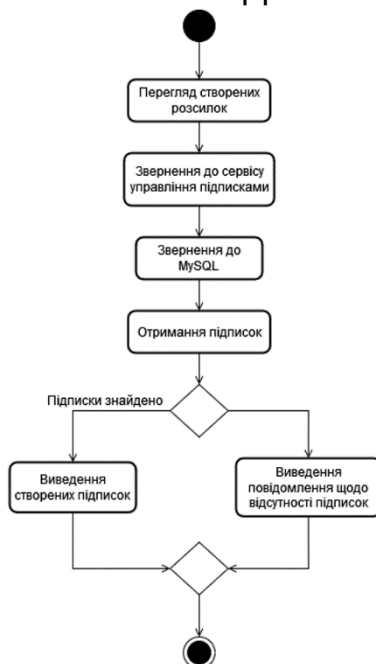 Перегляд створених
розсилок
Звернення до сервісу
управління підписками
Звернення до
MySQL
Отримання підписок
Підписки знайдено
Виведення
створених підписок
Виведення
повідомлення щодо
відсутності підписок